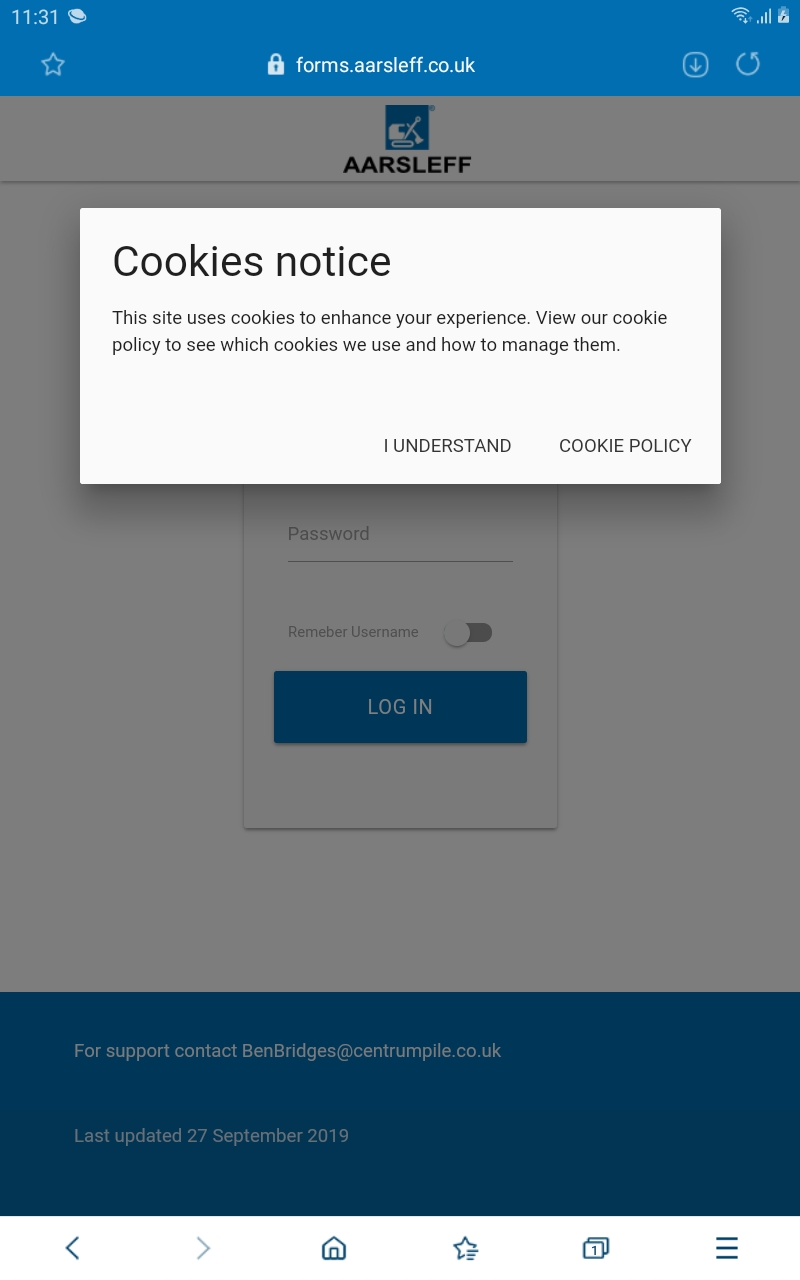 11:31
forms.aarsleff.co.uk
AARSLEFF
Cookies notice
This site uses cookies to enhance your experience. View our cookie
policy to see which cookies we use and how to manage them.
I UNDERSTAND COOKIE POLICY
Password
Remeber Username
LOG IN
For support contact BenBridges@centrumpile.co.uk
Last updated 27 September 2019
1